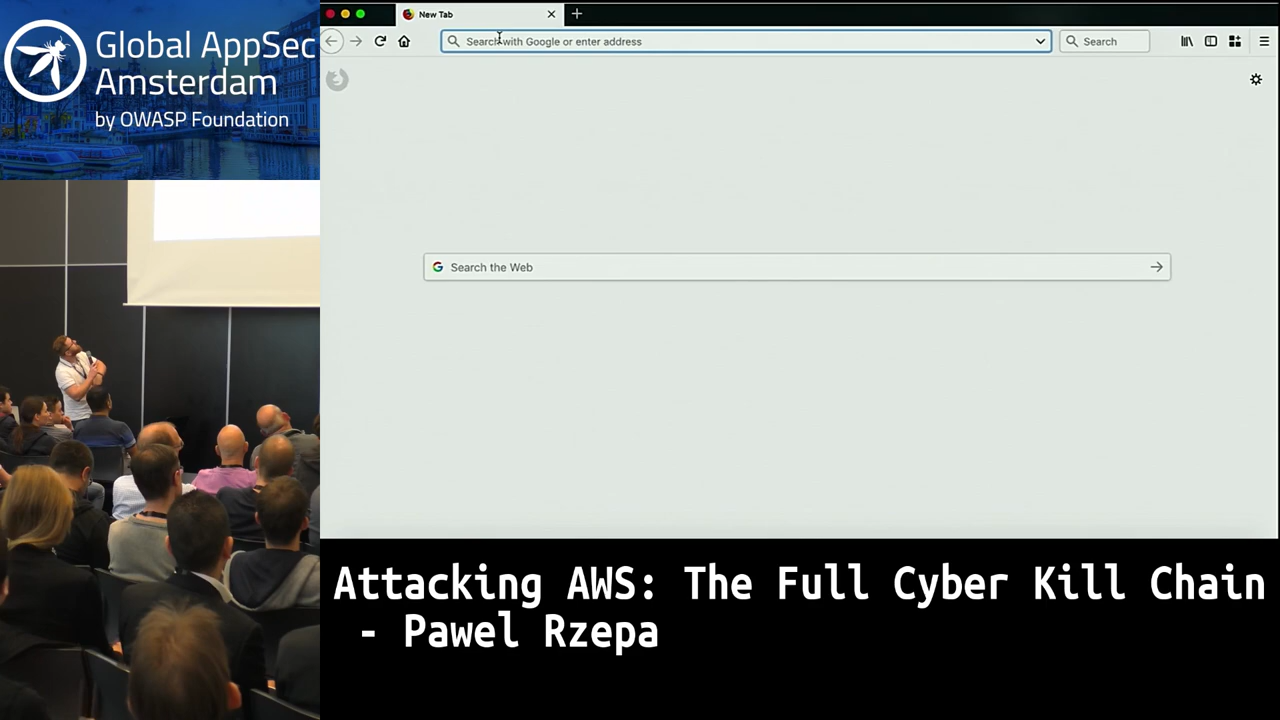 Global AppSec
Amsterdam
by OWASP Foundation
New Tab
Search with Google or enter address
Search
Search the Web
Attacking AWS: The Full Cyber Kill Chain
- Pawel Rzepa